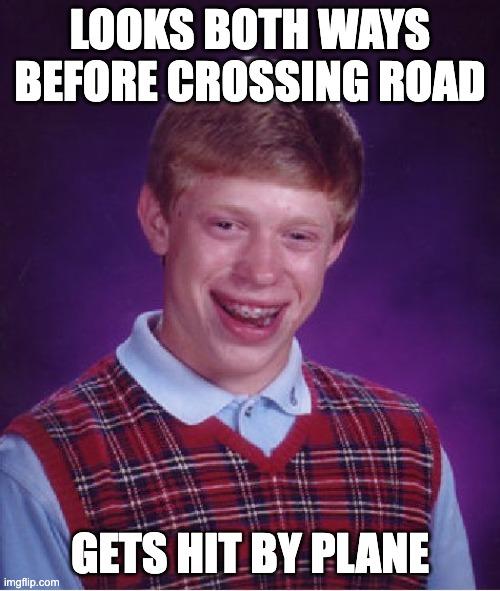 LOOKS BOTH WAYS
BEFORE CROSSING ROAD
GETS HIT BY PLANE
imgflip.com